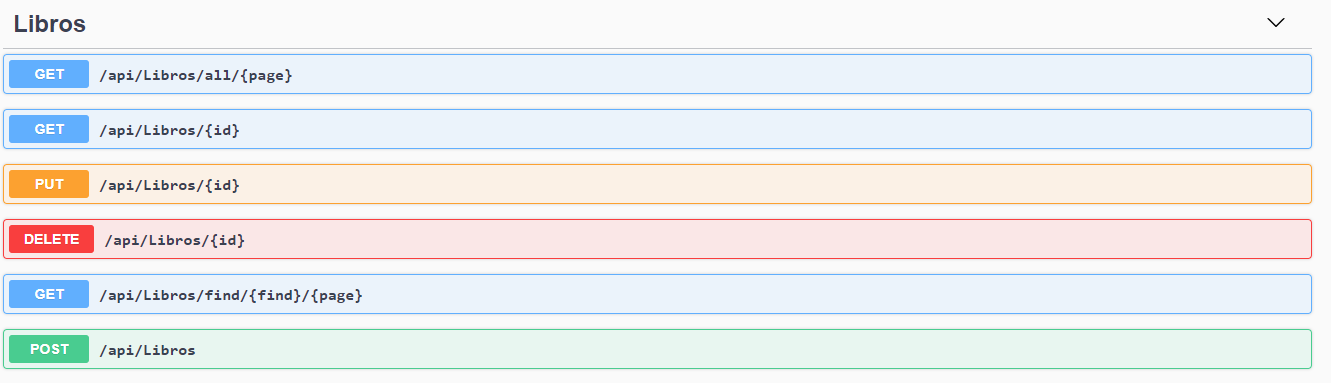 Libros
GET /api/Libros/all/{page}
GET /api/Libros/{id}
PUT /api/Libros/{id}
DELETE /api/Libros/{id}
GET /api/Libros/find/{find}/{page}
POST /api/Libros